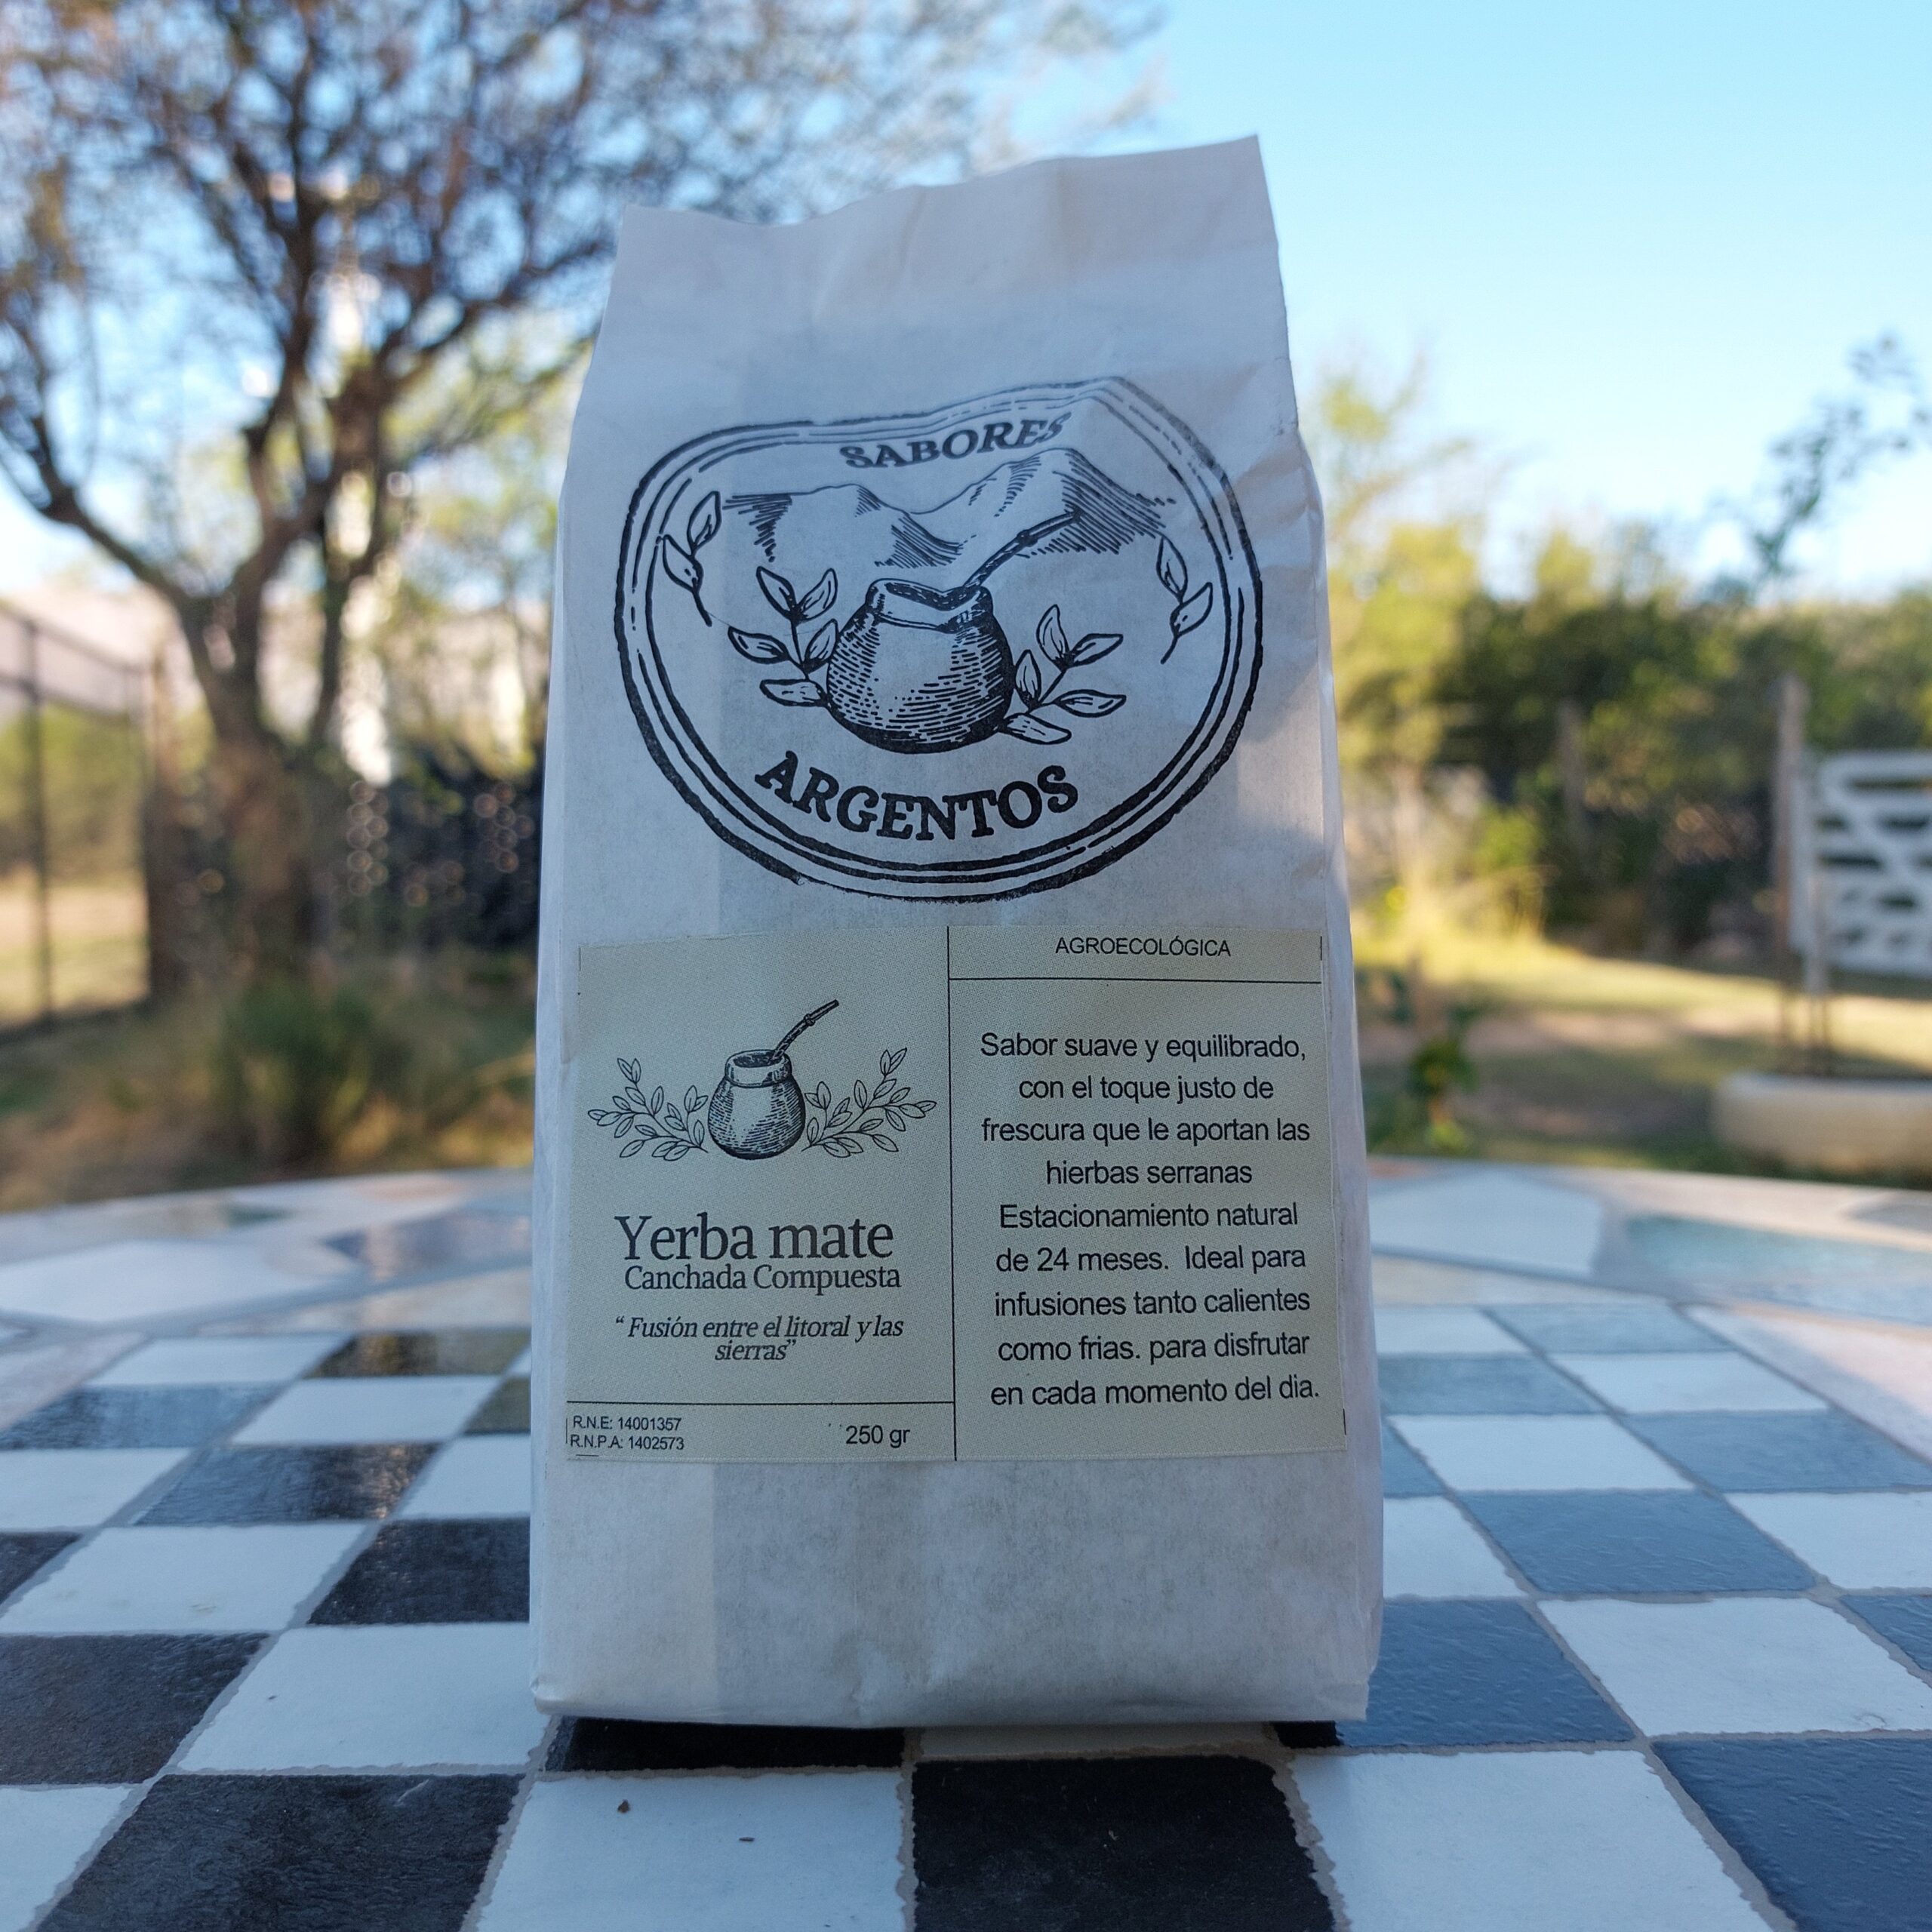 SABORES
ARGENTOS
Yerba mate
Canchada Compuesta
“ Fusión entre el litoral y las
sierras”
R.N.E: 14001357
R.N.P.A: 1402573
250 gr
AGROECOLÓGICA
Sabor suave y equilibrado,
con el toque justo de
frescura que le aportan las
hierbas serranas
Estacionamiento natural
de 24 meses. Ideal para
infusiones tanto calientes
como frias. para disfrutar
en cada momento del dia.